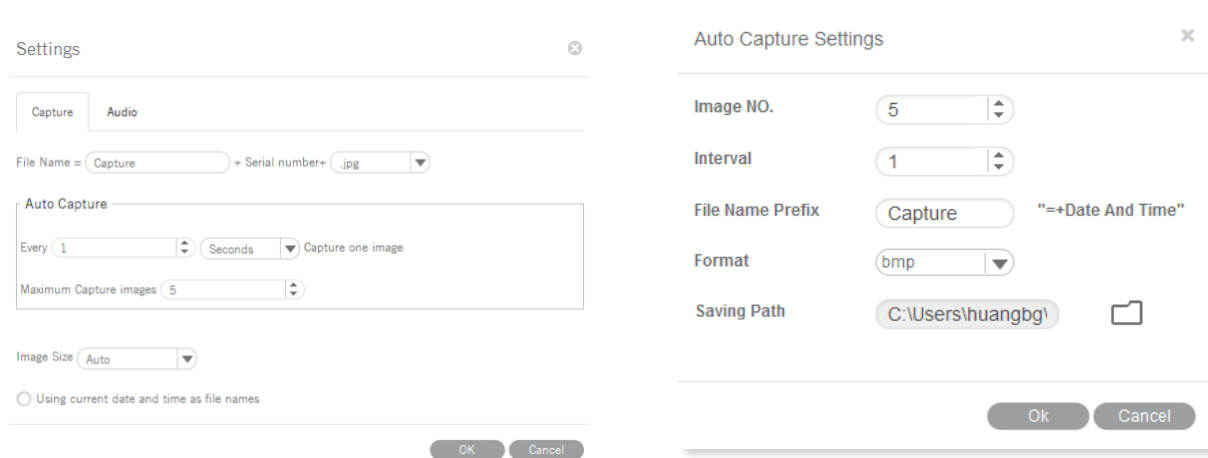 Settings
Capture Audio
File Name = Capture + Serial number+ .jpg
Auto Capture
Every 1 Seconds Capture one image
Maximum Capture images 5
Image Size Auto
Using current date and time as file names
OK Cancel
Auto Capture Settings
Image NO. 5
Interval 1
File Name Prefix Capture "=+Date And Time"
Format bmp
Saving Path C:\Users\huangbg\
Ok Cancel